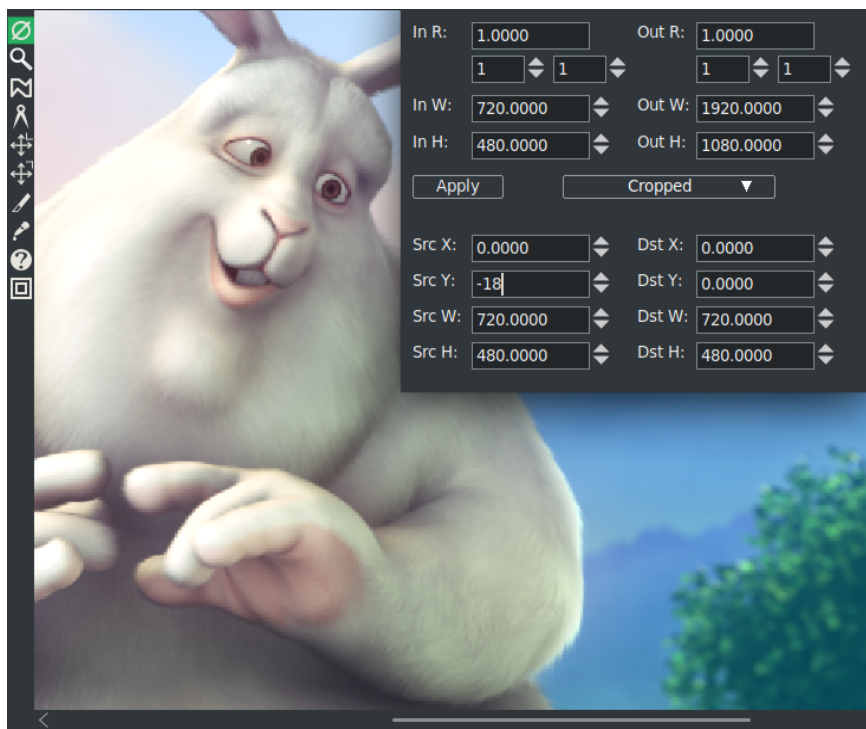 In R: 1.0000 Out R: 1.0000
1 1 1 1
In W: 720.0000 Out W: 1920.0000
In H: 480.0000 Out H: 1080.0000
Apply Cropped
Src X: 0.0000 Dst X: 0.0000
Src Y: -18 Dst Y: 0.0000
Src W: 720.0000 Dst W: 720.0000
Src H: 480.0000 Dst H: 480.0000